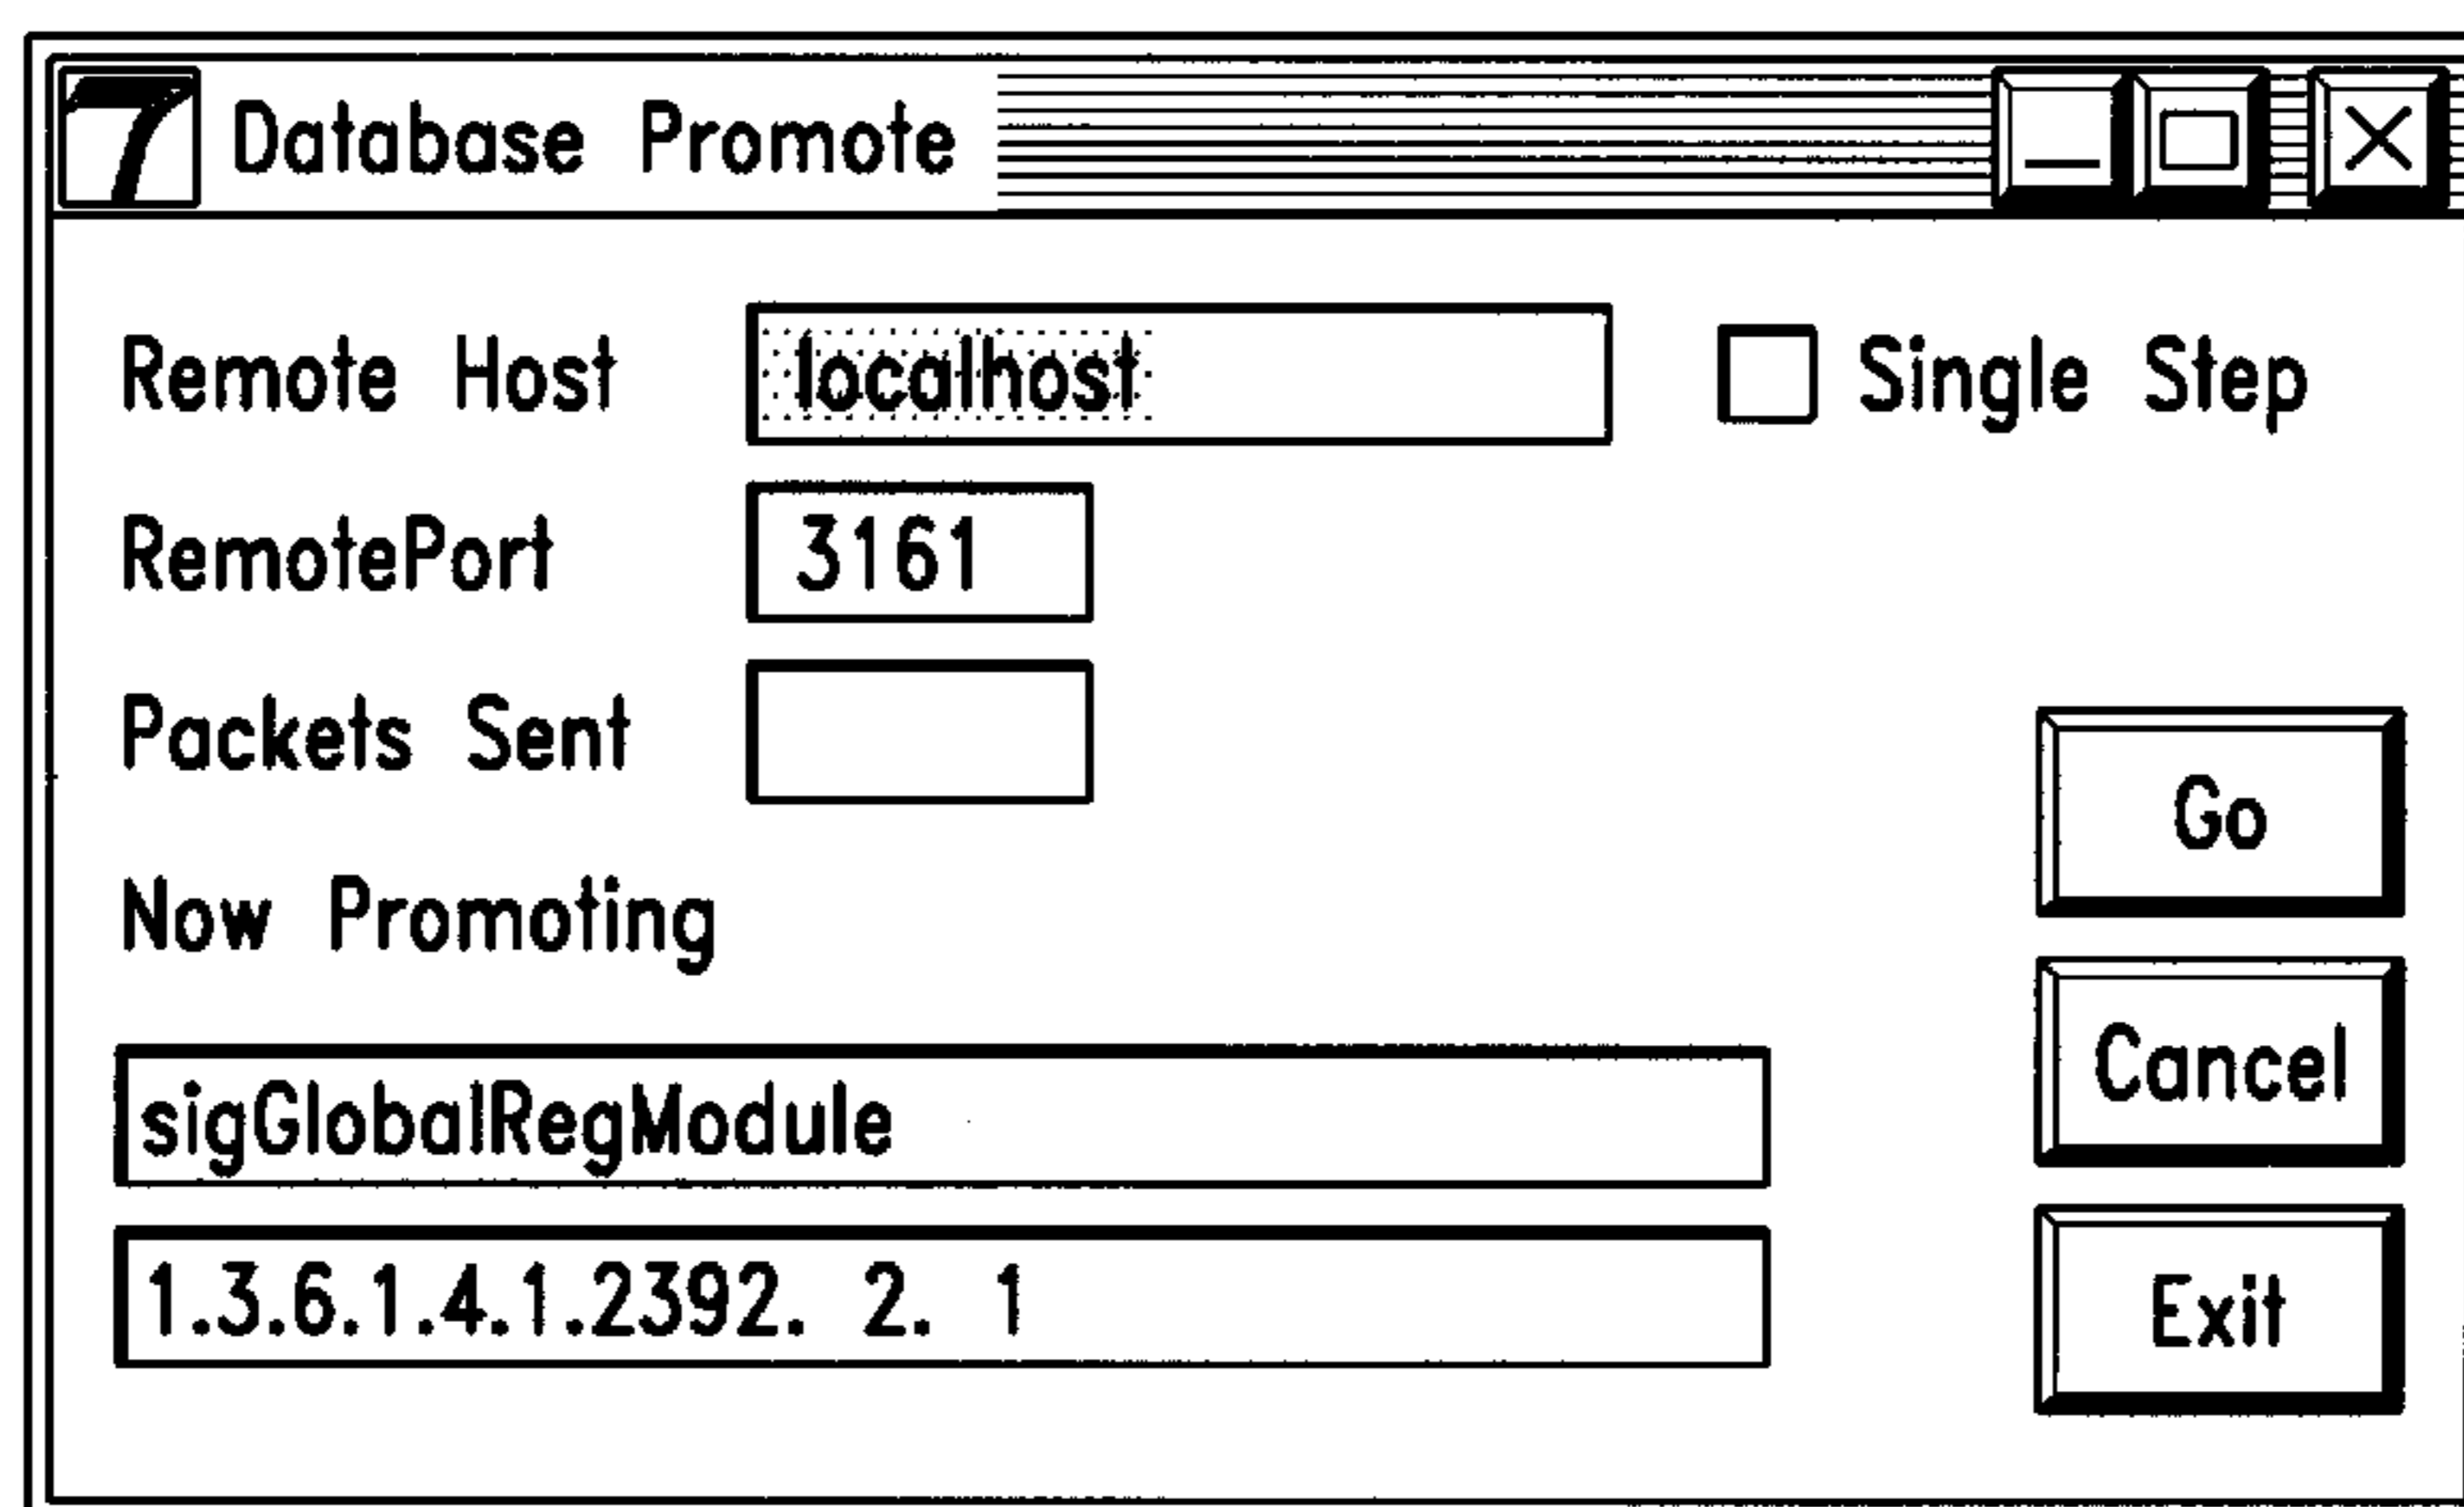 7 Database Promote
Remote Host localhost Single Step
RemotePort 3161
Packets Sent
Go
Now Promoting
Cancel
sigGlobalRegModule
1.3.6.1.4.1.2392. 2. 1
Exit